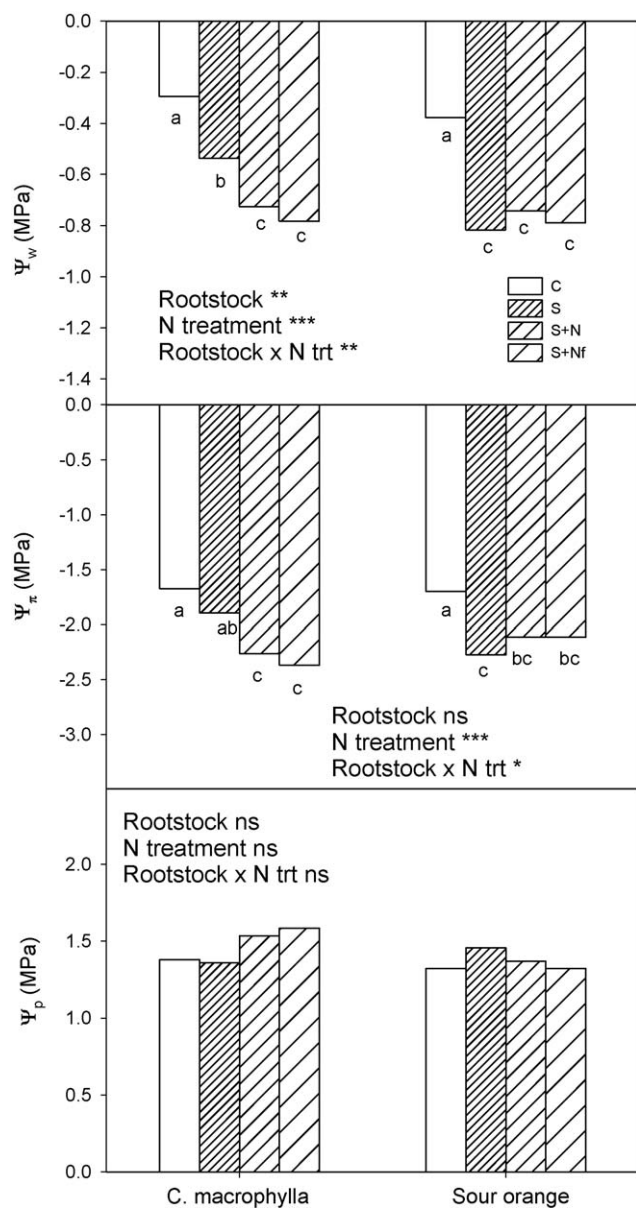 0.0
-0.2
-0.4
-0.6
-0.8
-1.0
-1.2
-1.4
Ψw (MPa)
a
b
c
c
a
c
c
c
C
S
S+N
S+Nf
Rootstock **
N treatment ***
Rootstock x N trt **
0.0
-0.5
-1.0
-1.5
-2.0
-2.5
-3.0
Ψπ (MPa)
a
ab
c
c
a
c
bc
bc
Rootstock ns
N treatment ***
Rootstock x N trt *
Rootstock ns
N treatment ns
Rootstock x N trt ns
2.0
1.5
1.0
0.5
0.0
Ψp (MPa)
C. macrophylla
Sour orange